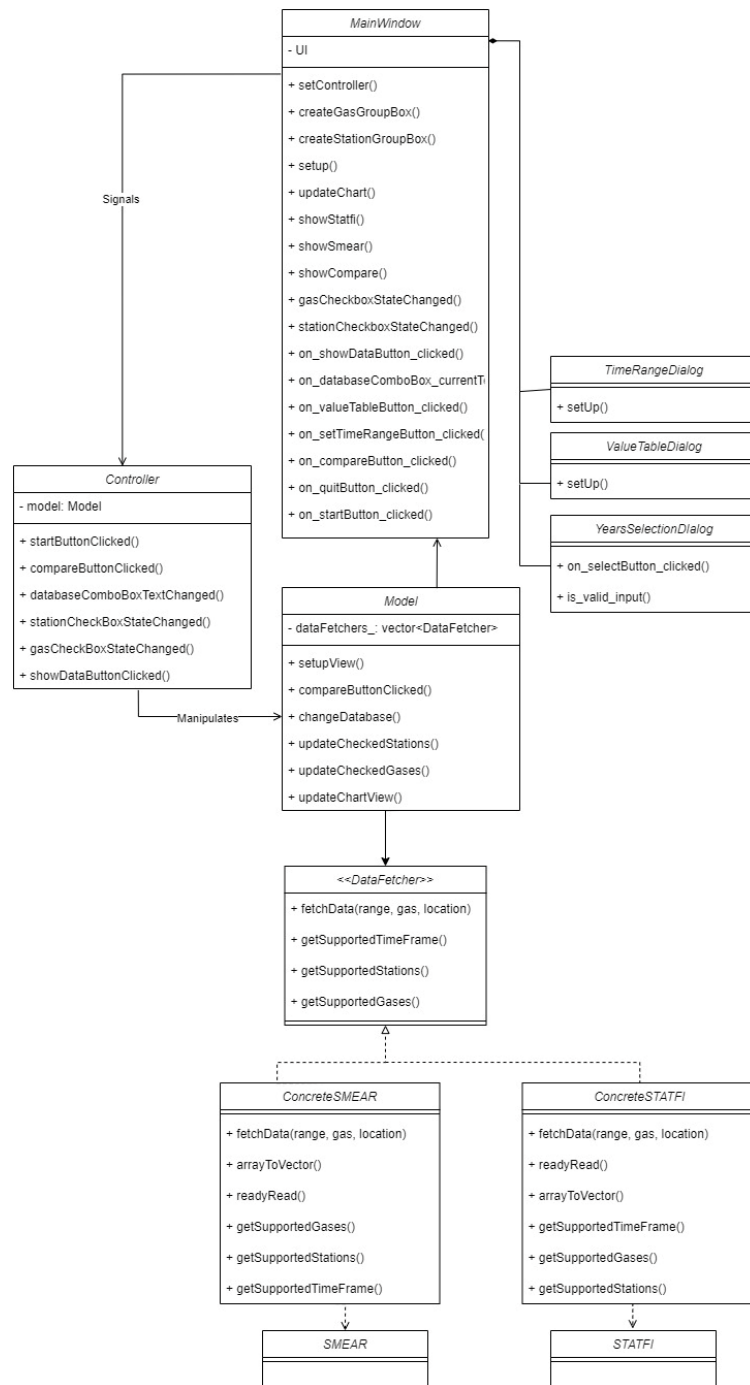 MainWindow
- UI
+ setController()
+ createGasGroupBox()
+ createStationGroupBox()
+ setup()
+ updateChart()
+ showStatfi()
+ showSmear()
+ showCompare()
+ gasCheckboxStateChanged()
+ stationCheckboxStateChanged()
+ on_showDataButton_clicked()
+ on_databaseComboBox_currentT
+ on_valueTableButton_clicked()
+ on_setTimeRangeButton_clicked(
+ on_compareButton_clicked()
+ on_quitButton_clicked()
+ on_startButton_clicked()
Signals
TimeRangeDialog
+ setUp()
ValueTableDialog
+ setUp()
YearsSelectionDIalog
+ on_selectButton_clicked()
+ is_valid_input()
Controller
- model: Model
+ startButtonClicked()
+ compareButtonClicked()
+ databaseComboBoxTextChanged()
+ stationCheckBoxStateChanged()
+ gasCheckBoxStateChanged()
+ showDataButtonClicked()
Manipulates
Model
- dataFetchers_: vector<DataFetcher>
+ setupView()
+ compareButtonClicked()
+ changeDatabase()
+ updateCheckedStations()
+ updateCheckedGases()
+ updateChartView()
<<DataFetcher>>
+ fetchData(range, gas, location)
+ getSupportedTimeFrame()
+ getSupportedStations()
+ getSupportedGases()
ConcreteSMEAR
+ fetchData(range, gas, location)
+ arrayToVector()
+ readyRead()
+ getSupportedGases()
+ getSupportedStations()
+ getSupportedTimeFrame()
ConcreteSTATFI
+ fetchData(range, gas, location)
+ readyRead()
+ arrayToVector()
+ getSupportedTimeFrame()
+ getSupportedGases()
+ getSupportedStations()
SMEAR
STATFI